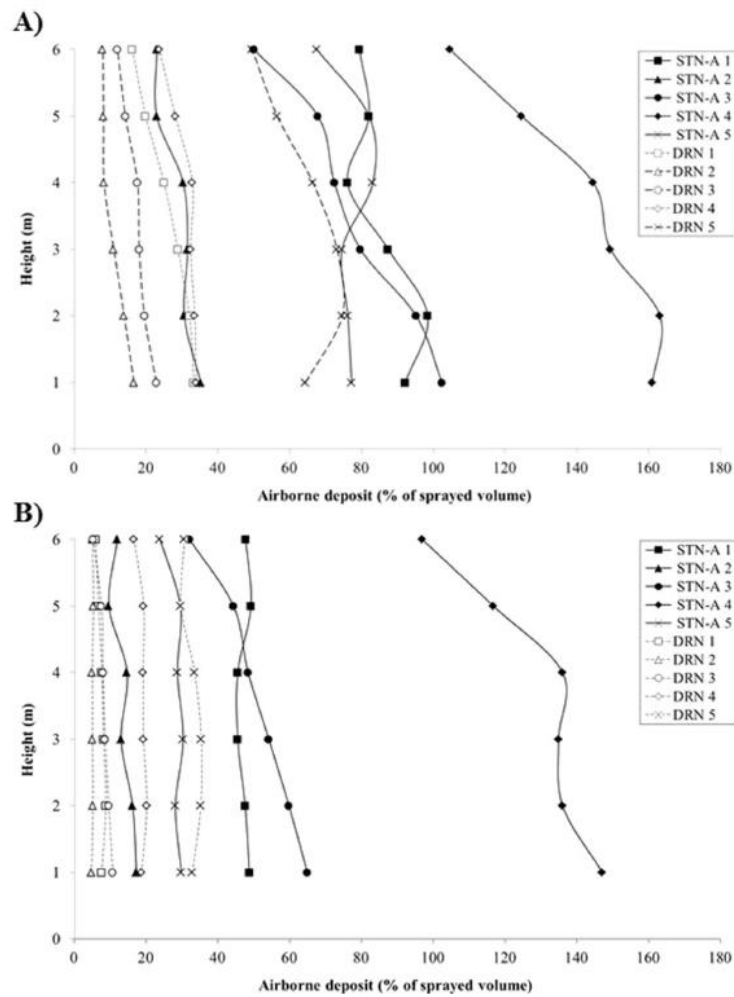 A)
6
5
4
3
2
1
0
Height (m)
0 20 40 60 80 100 120 140 160 180
Airborne deposit (% of sprayed volume)
STN-A 1
STN-A 2
STN-A 3
STN-A 4
STN-A 5
DRN 1
DRN 2
DRN 3
DRN 4
DRN 5
B)
6
5
4
3
2
1
0
Height (m)
0 20 40 60 80 100 120 140 160 180
Airborne deposit (% of sprayed volume)
STN-A 1
STN-A 2
STN-A 3
STN-A 4
STN-A 5
DRN 1
DRN 2
DRN 3
DRN 4
DRN 5